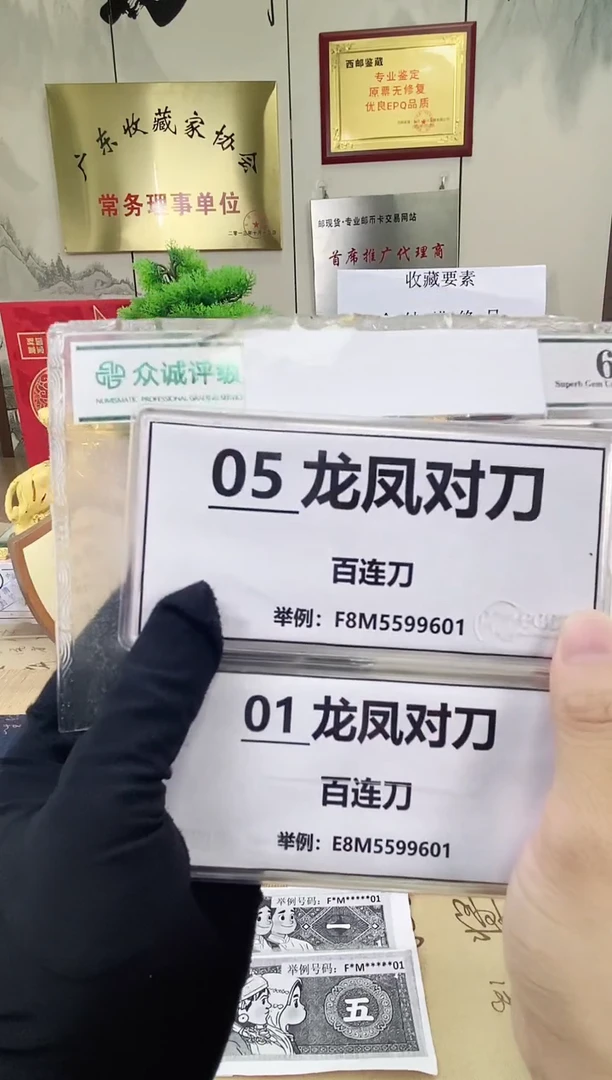 广东收藏家协会
常务理事单位
西邮鉴藏
专业鉴定
原票无修复
优良EPQ品质
邮现货·专业邮币卡交易网站
首席推广代理商
收藏要素
众诚评级
NUMISMATIC PROFESSIONAL GRADING SERVICE
6
Superb Gem
05 龙凤对刀
百连刀
举例：F8M5599601
01 龙凤对刀
百连刀
举例：E8M5599601
举例号码：F*M*****01
一
举例号码：F*M*****01
五